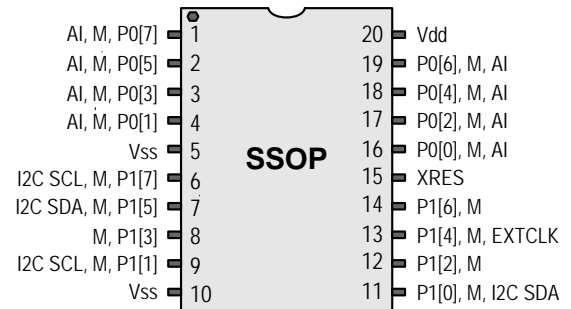 AI, M, P0[7] 1 20 Vdd
AI, M, P0[5] 2 19 P0[6], M, AI
AI, M, P0[3] 3 18 P0[4], M, AI
AI, M, P0[1] 4 17 P0[2], M, AI
Vss 5 16 P0[0], M, AI
SSOP
I2C SCL, M, P1[7] 6 15 XRES
I2C SDA, M, P1[5] 7 14 P1[6], M
M, P1[3] 8 13 P1[4], M, EXTCLK
I2C SCL, M, P1[1] 9 12 P1[2], M
Vss 10 11 P1[0], M, I2C SDA